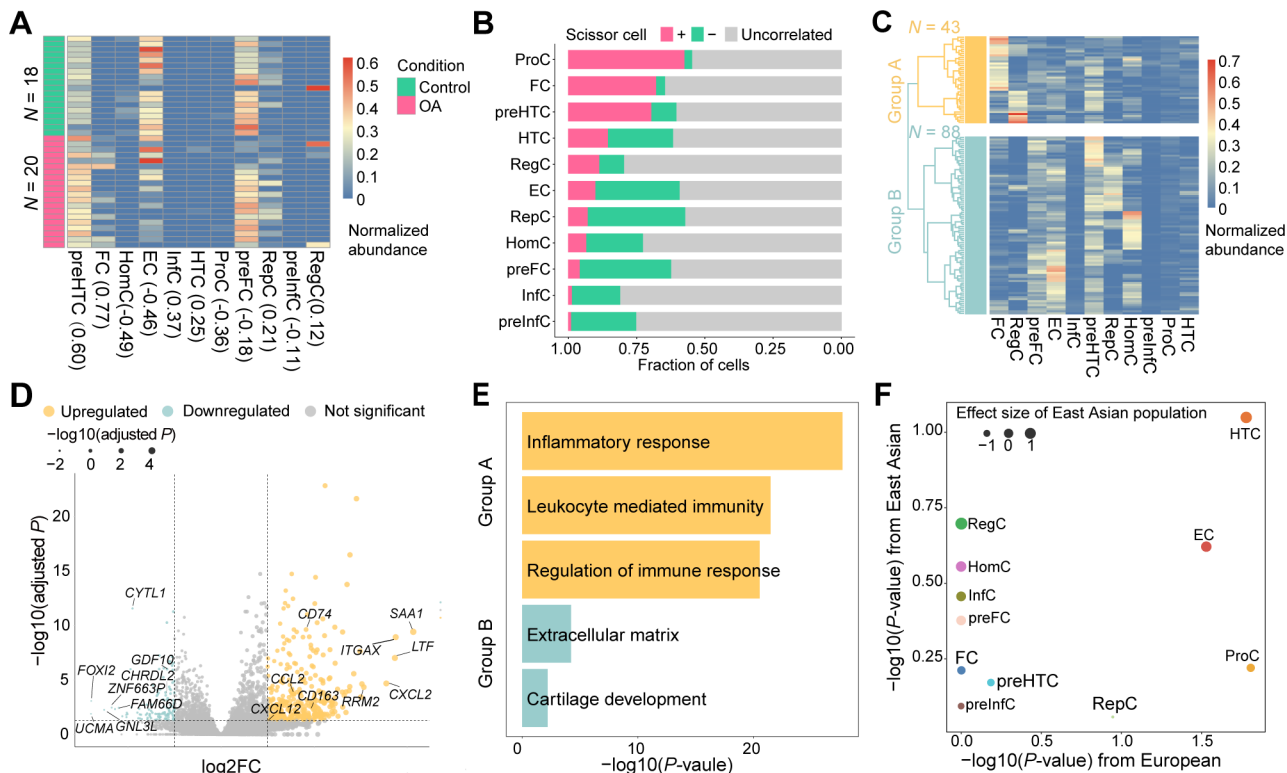 A
N = 18
N = 20
0.6
0.5
0.4
0.3
0.2
0.1
0
Condition
Control
OA
Normalized
abundance
preHTC (0.60)
FC (0.77)
HomC(-0.49)
EC (-0.46)
InfC (0.37)
HTC (0.25)
ProC (-0.36)
preFC (-0.18)
RepC (0.21)
preInfC (-0.11)
RegC(0.12)
B
Scissor cell + − Uncorrelated
ProC
FC
preHTC
HTC
RegC
EC
RepC
HomC
preFC
InfC
preInfC
1.00 0.75 0.50 0.25 0.00
Fraction of cells
C
N = 43
Group A
N = 88
Group B
0.7
0.6
0.5
0.4
0.3
0.2
0.1
0
Normalized
abundance
FC
RegC
preFC
EC
InfC
preHTC
RepC
HomC
preInfC
ProC
HTC
D
Upregulated Downregulated Not significant
−log10(adjusted P)
−2 0 2 4
−log10(adjusted P)
20
15
10
5
0
CYTL1
GDF10
FOXI2
CHRDL2
ZNF663P
FAM66D
UCMA
GNL3L
CD74
SAA1
ITGAX
LTF
CCL2
CD163
CXCL2
RRM2
CXCL12
log2FC
E
Group A
Inflammatory response
Leukocyte mediated immunity
Regulation of immune response
Group B
Extracellular matrix
Cartilage development
0 10 20
−log10(P-vaule)
F
Effect size of East Asian population
−1 0 1
−log10(P-value) from East Asian
1.00
0.75
0.50
0.25
HTC
RegC
EC
HomC
InfC
preFC
FC
ProC
preHTC
preInfC
RepC
0.0 0.5 1.0 1.5
−log10(P-value) from European